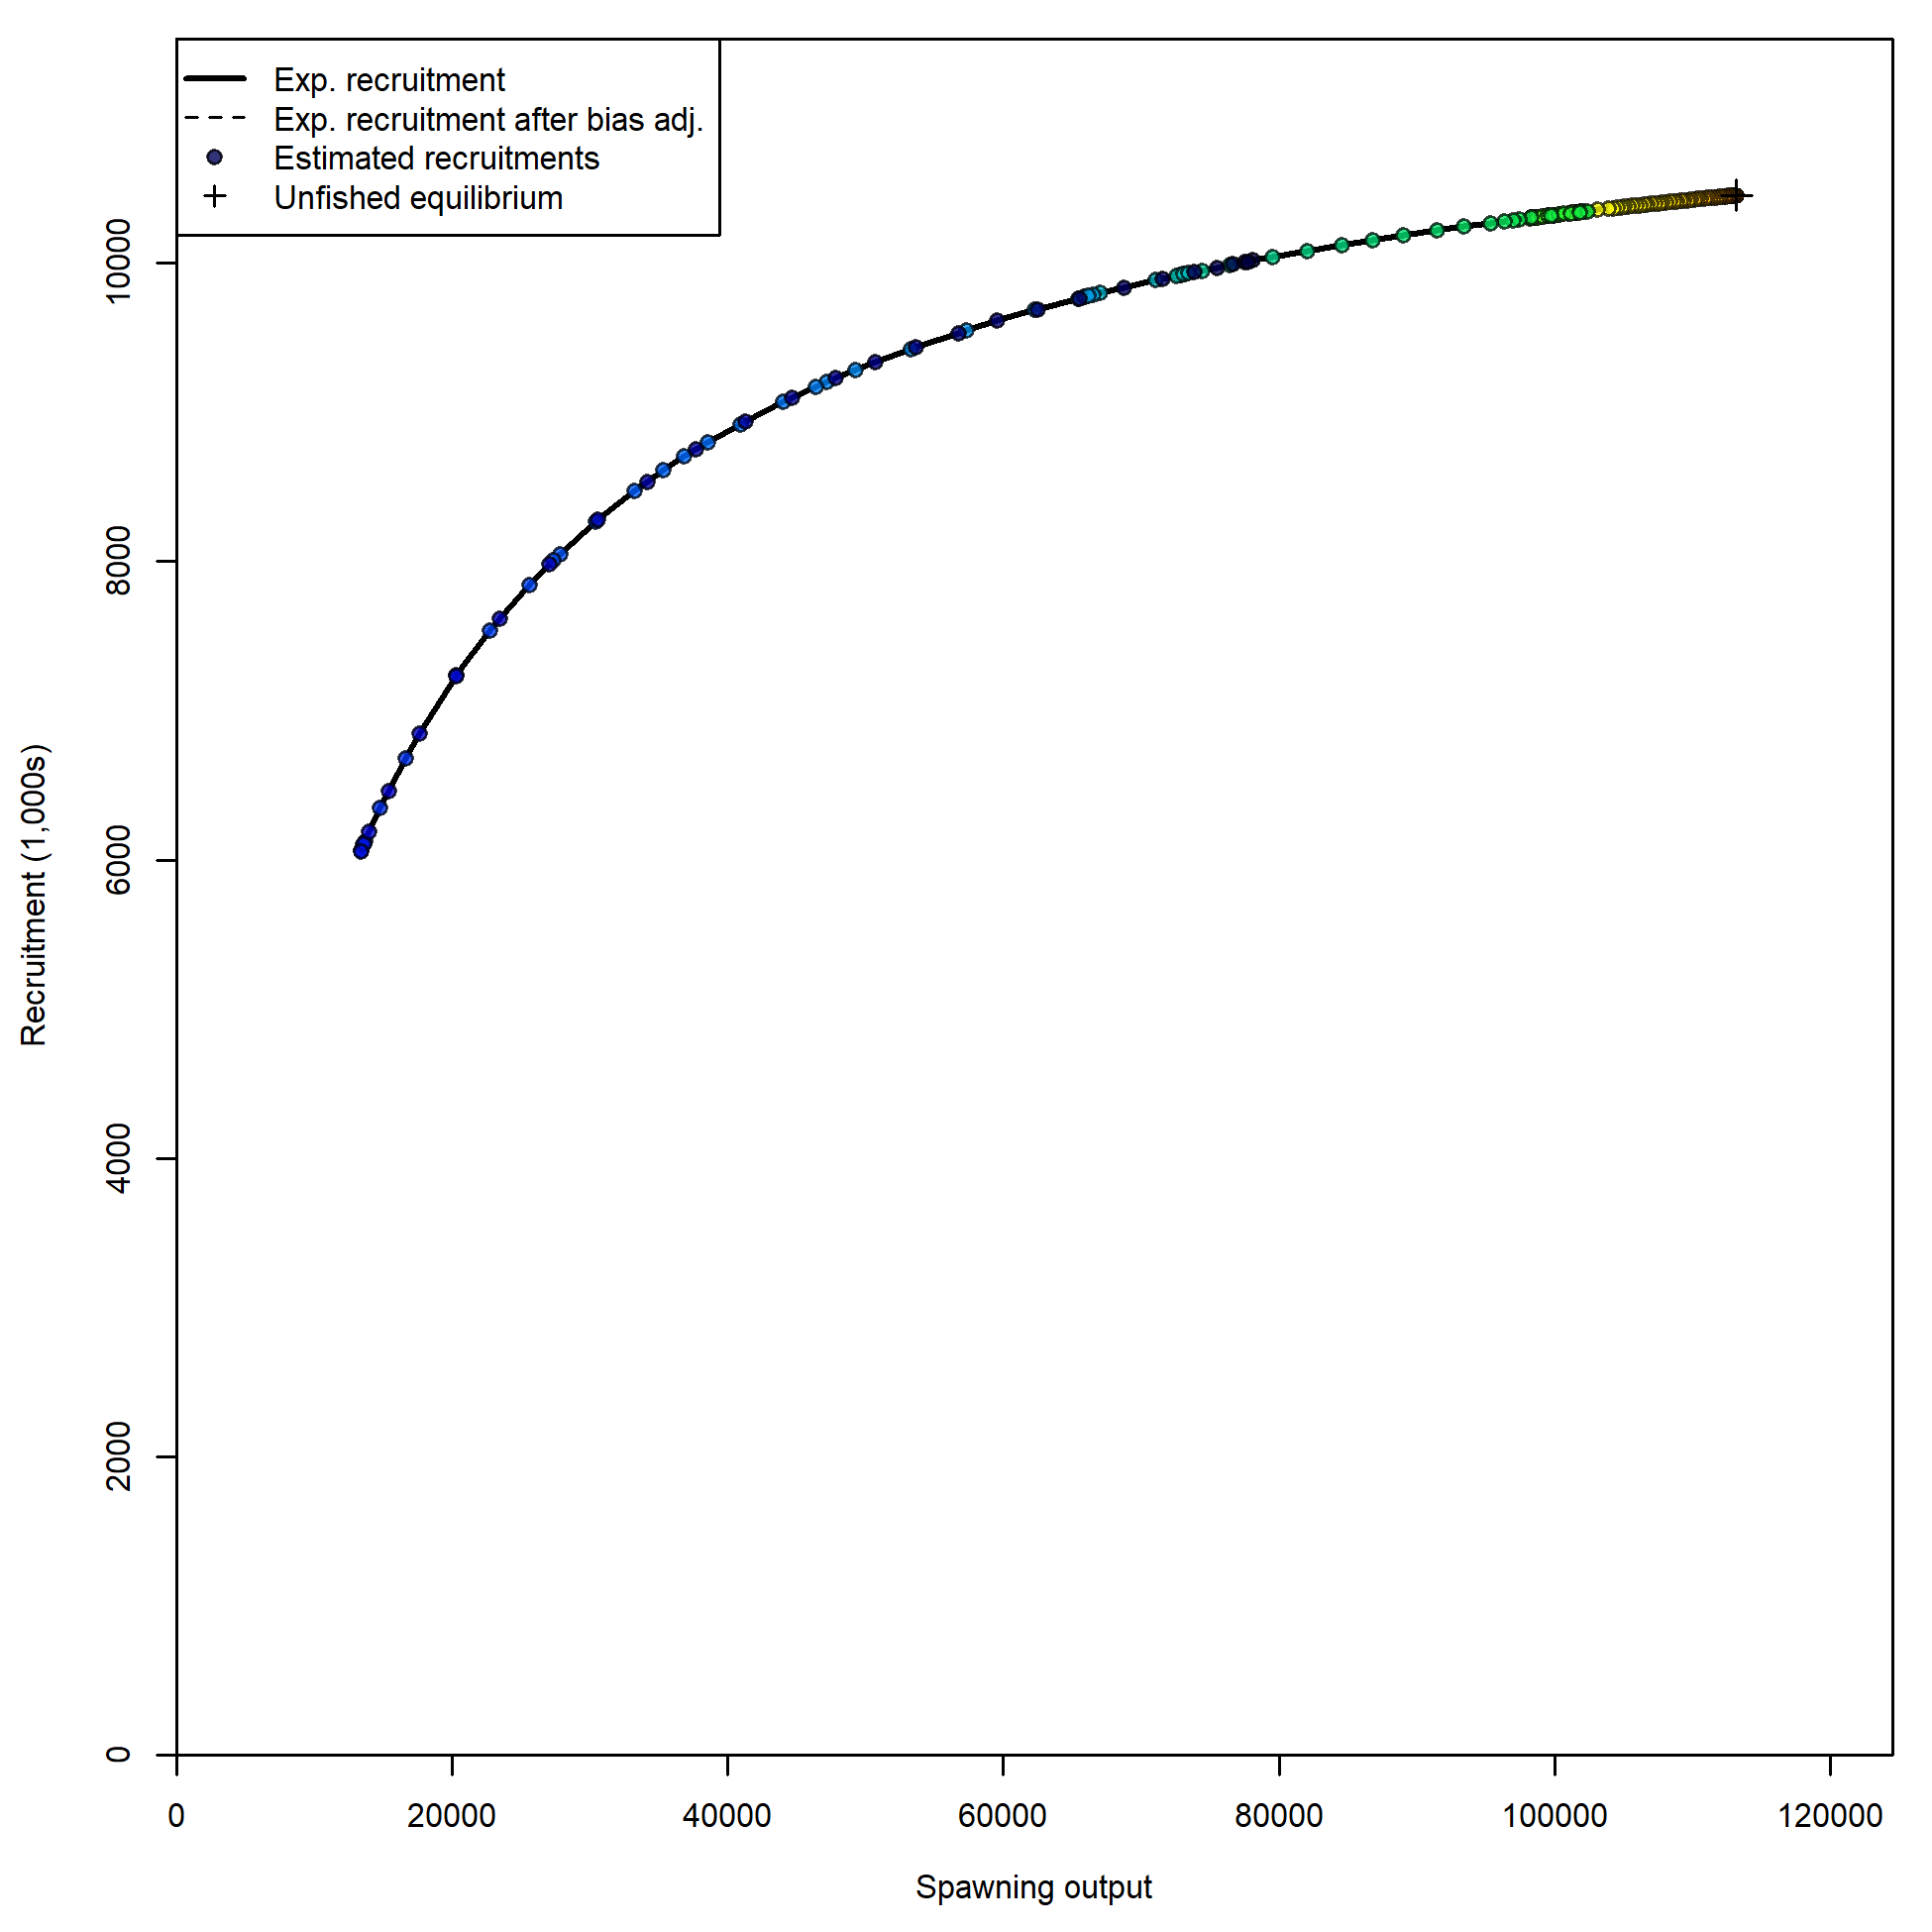 Exp. recruitment
Exp. recruitment after bias adj.
Estimated recruitments
Unfished equilibrium
Recruitment (1,000s)
10000
8000
6000
4000
2000
0
0 20000 40000 60000 80000 100000 120000
Spawning output